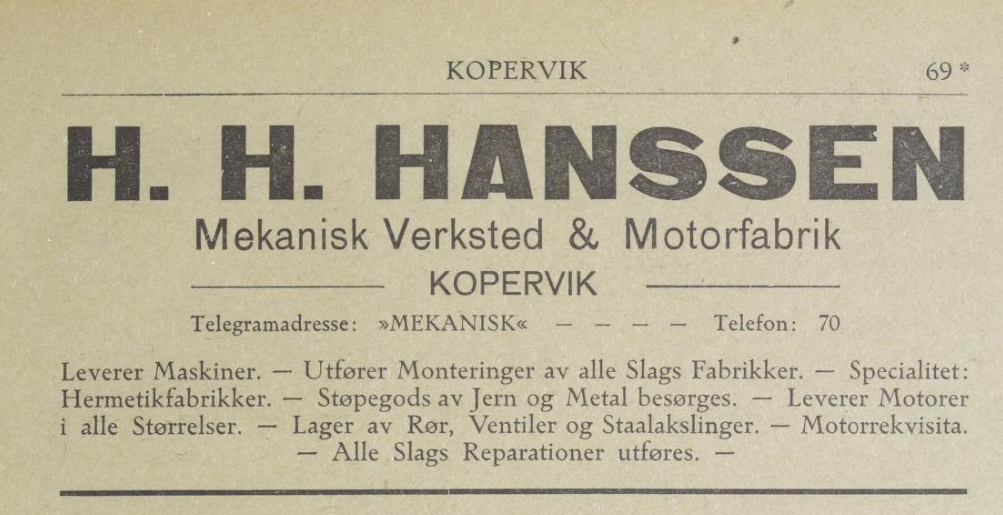 KOPERVIK 69 *
H. H. HANSSEN
Mekanisk Verksted & Motorfabrik
KOPERVIK
Telegramadresse: »MEKANISK« — — — — Telefon: 70
Leverer Maskiner. — Utfører Monteringer av alle Slags Fabrikker. — Specialitet:
Hermetikfabrikker. — Støpegods av Jern og Metal besørges. — Leverer Motorer
i alle Størrelser. — Lager av Rør, Ventiler og Staalakslinger. — Motorrekvisita.
— Alle Slags Reparationer utføres. —